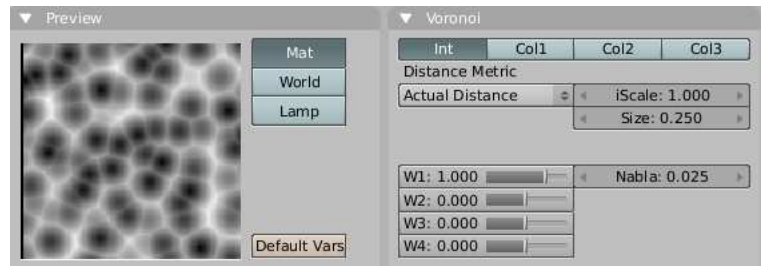 Preview
Mat
World
Lamp
Default Vars
Voronoi
Int Col1 Col2 Col3
Distance Metric
Actual Distance
iScale: 1.000
Size: 0.250
W1: 1.000
Nabla: 0.025
W2: 0.000
W3: 0.000
W4: 0.000